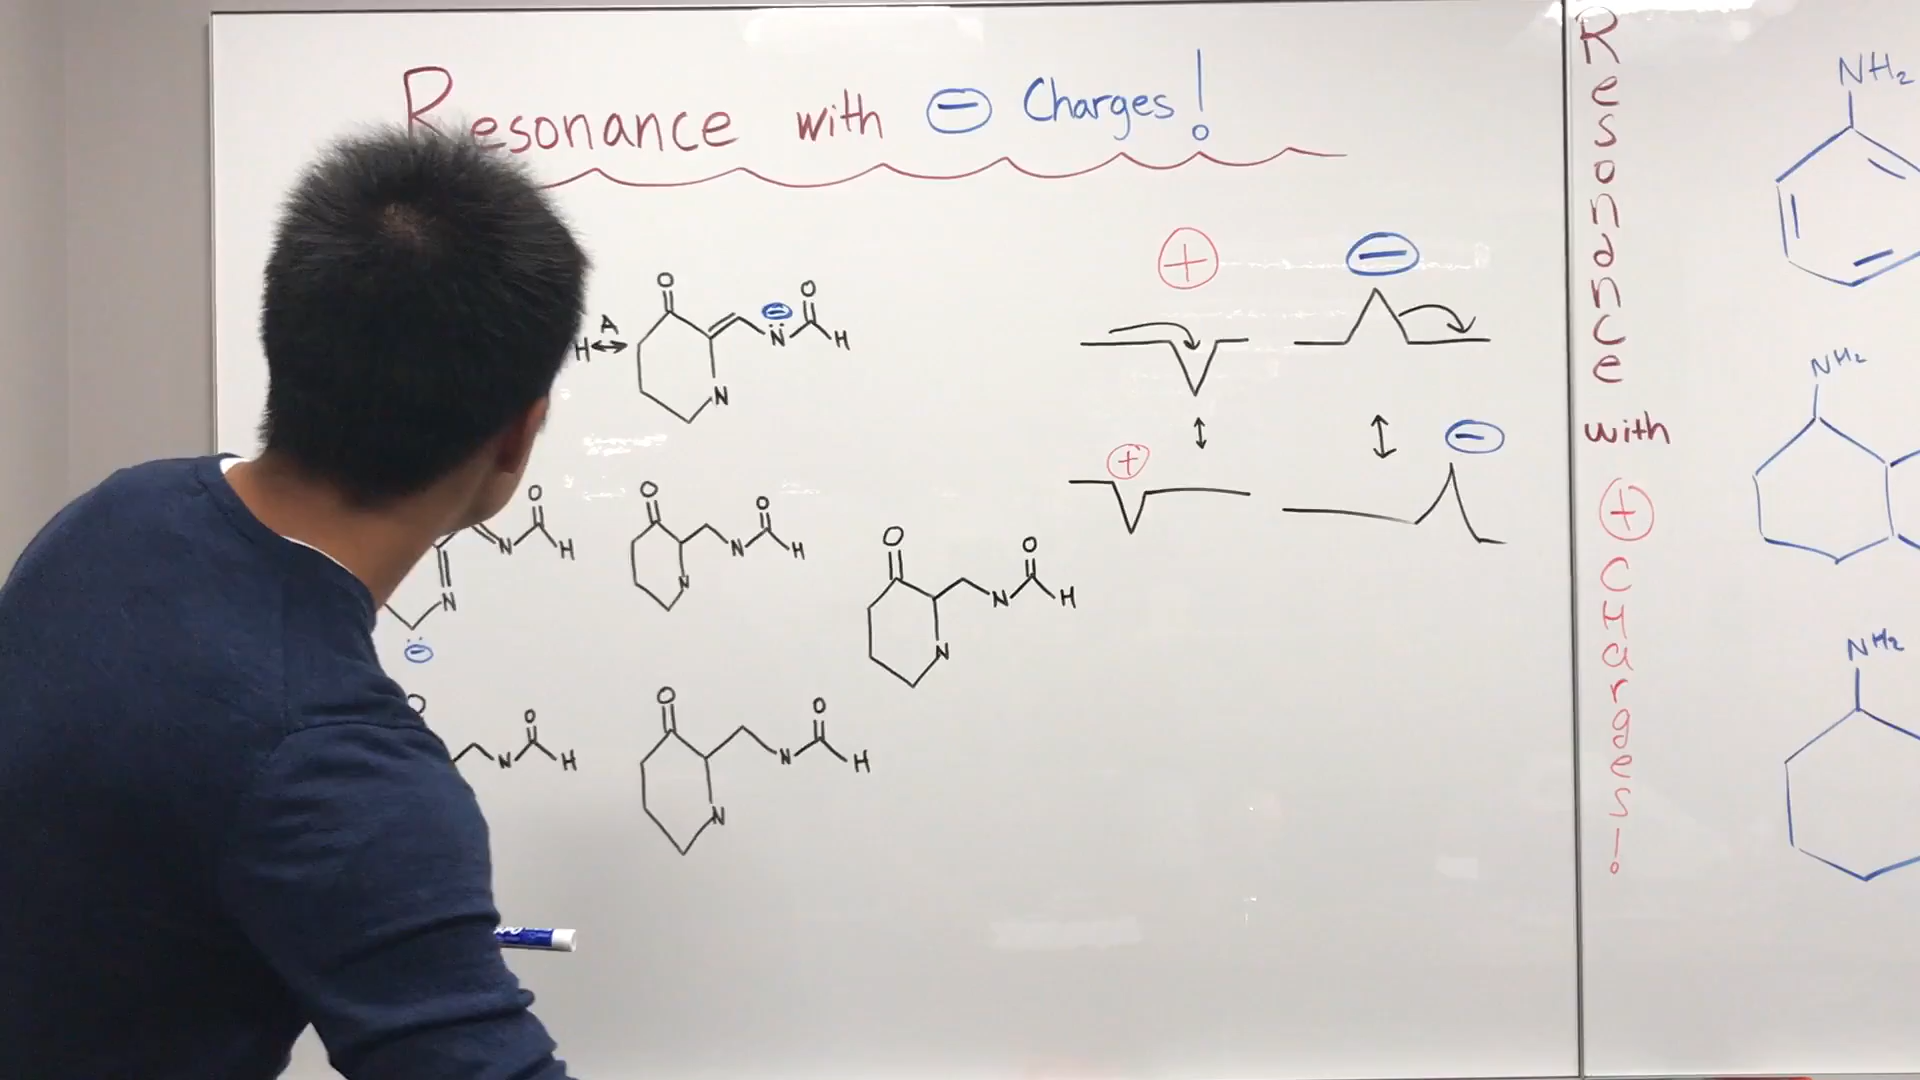 Resonance with ⊖ Charges!
⊕ ⊖
O O
H ↔ A N H
⊖
N
⊕ ⊖
O O O
N H N H
N N
⊖
O O
N H
N
O O O O
N H N H
N
Resonance
with
⊕
CHarges!
NH2
NH2
NH2